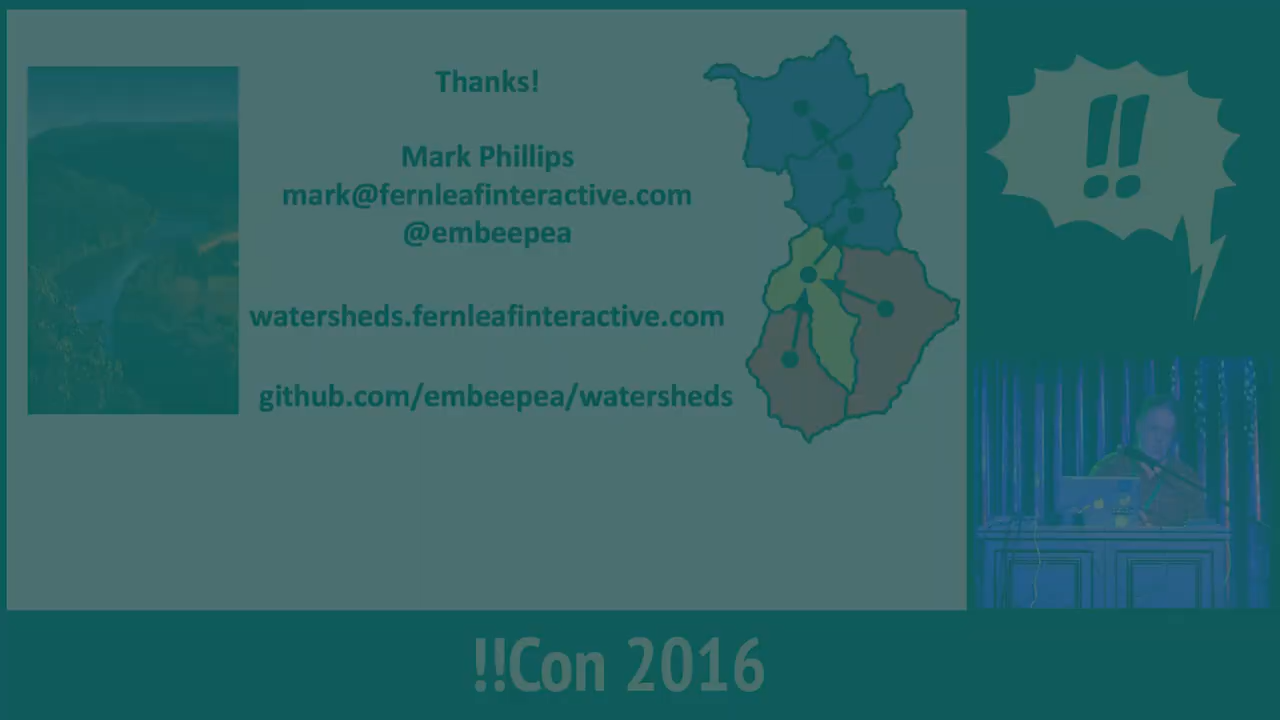 Thanks!
Mark Phillips
mark@fernleafinteractive.com
@embeepea
watersheds.fernleafinteractive.com
github.com/embeepea/watersheds
!!
!!Con 2016